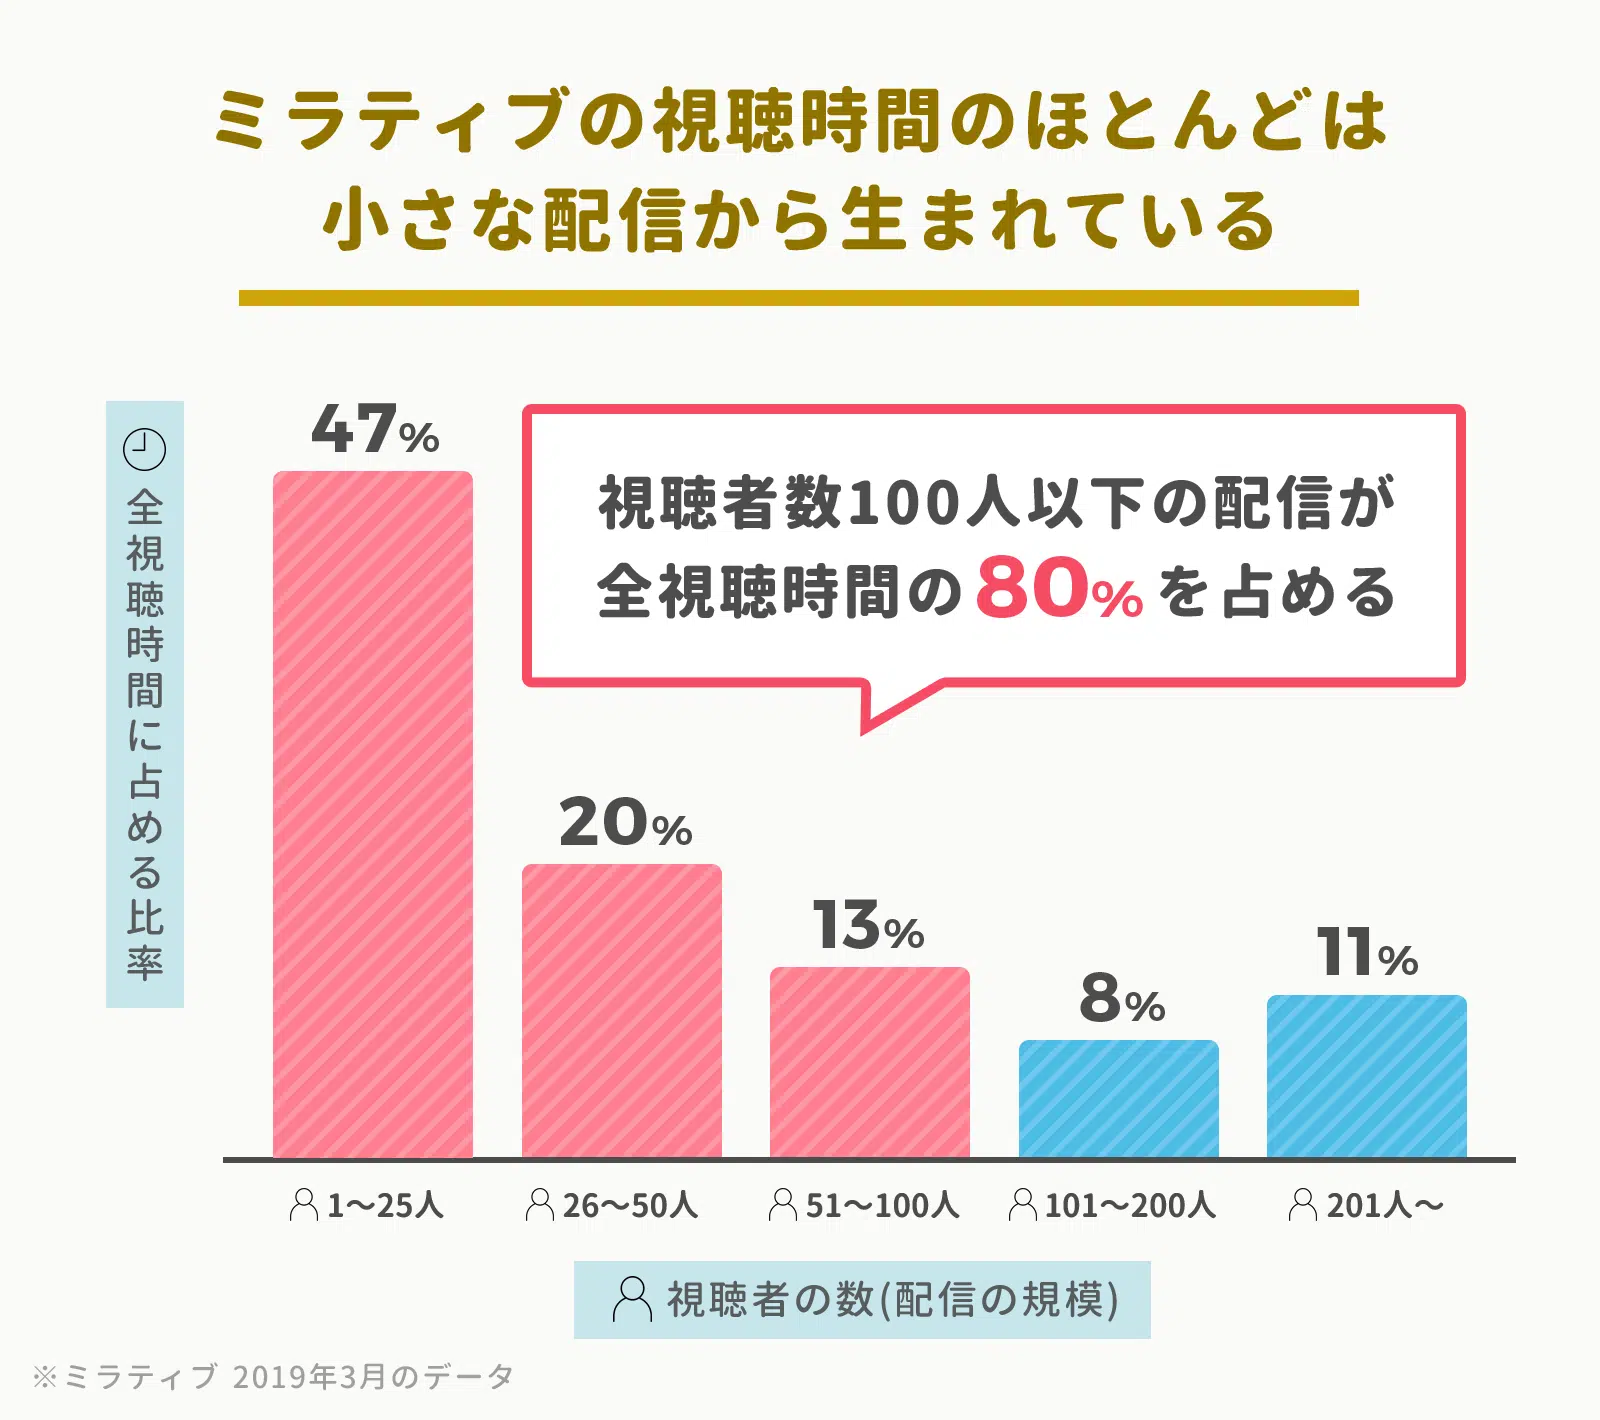 ミラティブの視聴時間のほとんどは
小さな配信から生まれている
全視聴時間に占める比率
47%
視聴者数100人以下の配信が
全視聴時間の80%を占める
20%
13%
8%
11%
1〜25人
26〜50人
51〜100人
101〜200人
201人〜
視聴者の数(配信の規模)
※ミラティブ 2019年3月のデータ